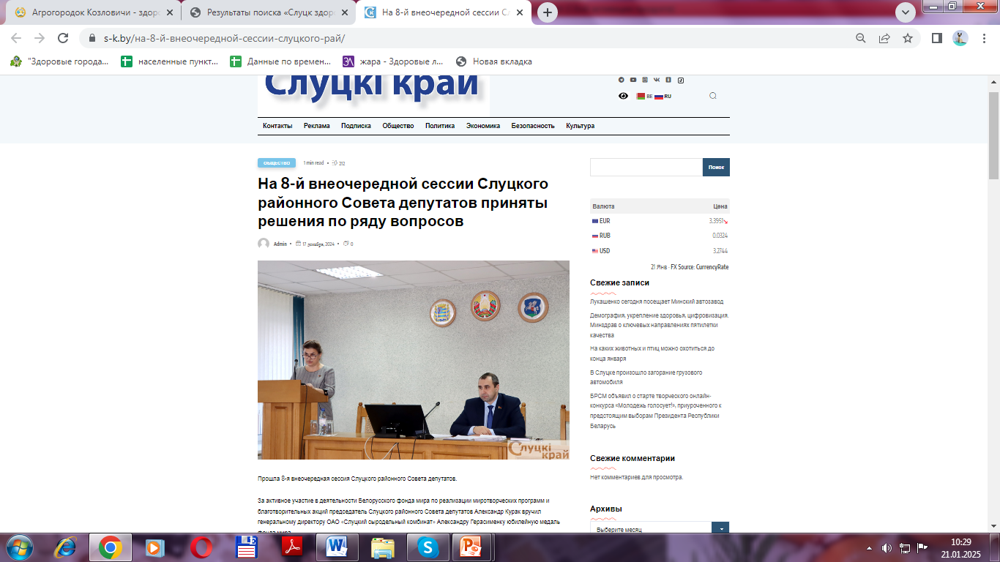 Агрогородок Козловичи - здоро
Результаты поиска «Слуцк здоро
На 8-й внеочередной сессии Сл
s-k.by/на-8-й-внеочередной-сессии-слуцкого-рай/
"Здоровые города...
населенные пункт...
Данные по времен...
жара - Здоровые л...
Новая вкладка
Слуцкі край
BE RU
Контакты Реклама Подписка Общество Политика Экономика Безопасность Культура
ОБЩЕСТВО 1 min read • 212
На 8-й внеочередной сессии Слуцкого
районного Совета депутатов приняты
решения по ряду вопросов
Admin • 17 декабря, 2024 • 0
Слуцкі
край
Прошла 8-я внеочередная сессия Слуцкого районного Совета депутатов.
За активное участие в деятельности Белорусского фонда мира по реализации миротворческих программ и
благотворительных акций председатель Слуцкого районного Совета депутатов Александр Курак вручил
генеральному директору ОАО «Слуцкий сыродельный комбинат» Александру Герасименку юбилейную медаль
фонда мира
Поиск
Валюта Цена
EUR 3,3951
RUB 0,0324
USD 3,2744
21 Янв · FX Source: CurrencyRate
Свежие записи
Лукашенко сегодня посещает Минский автозавод
Демография, укрепление здоровья, цифровизация.
Минздрав о ключевых направлениях пятилетки
качества
На каких животных и птиц можно охотиться до
конца января
В Слуцке произошло загорание грузового
автомобиля
БРСМ объявил о старте творческого онлайн-
конкурса «Молодежь голосует!», приуроченного к
предстоящим выборам Президента Республики
Беларусь
Свежие комментарии
Нет комментариев для просмотра.
Архивы
Выберите месяц
10:29
21.01.2025